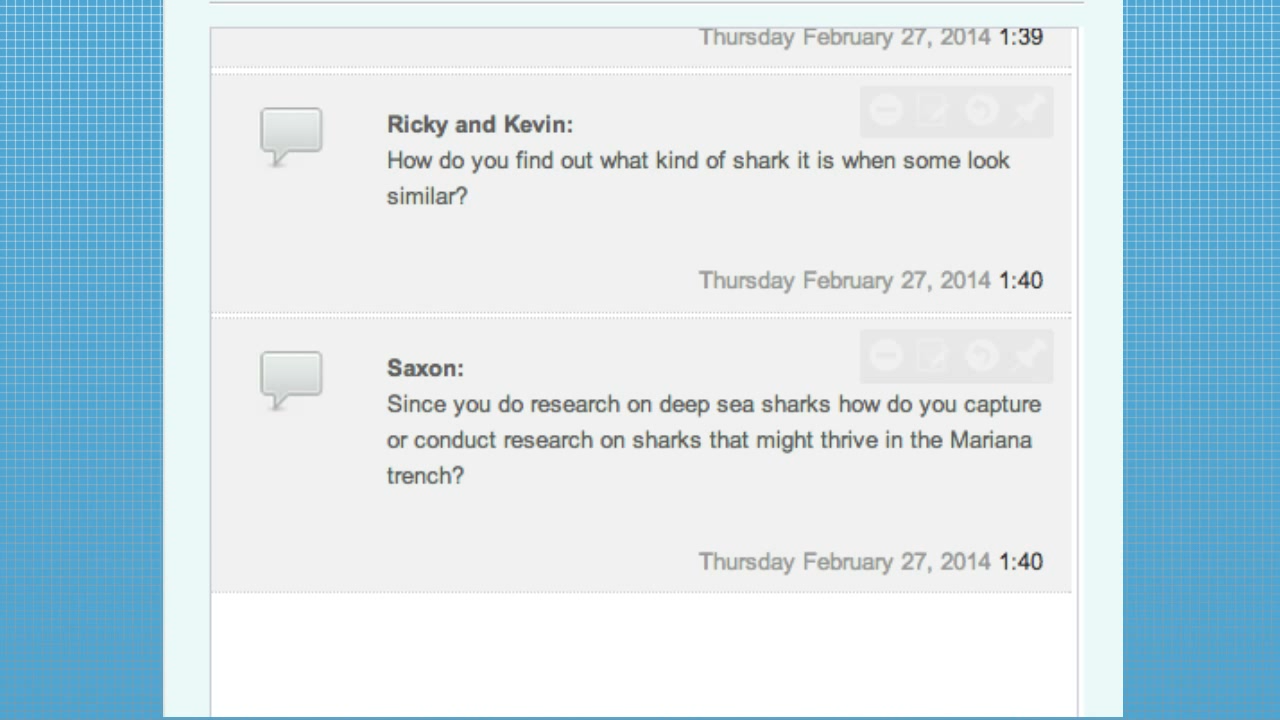 Thursday February 27, 2014 1:39
Ricky and Kevin:
How do you find out what kind of shark it is when some look
similar?
Thursday February 27, 2014 1:40
Saxon:
Since you do research on deep sea sharks how do you capture
or conduct research on sharks that might thrive in the Mariana
trench?
Thursday February 27, 2014 1:40